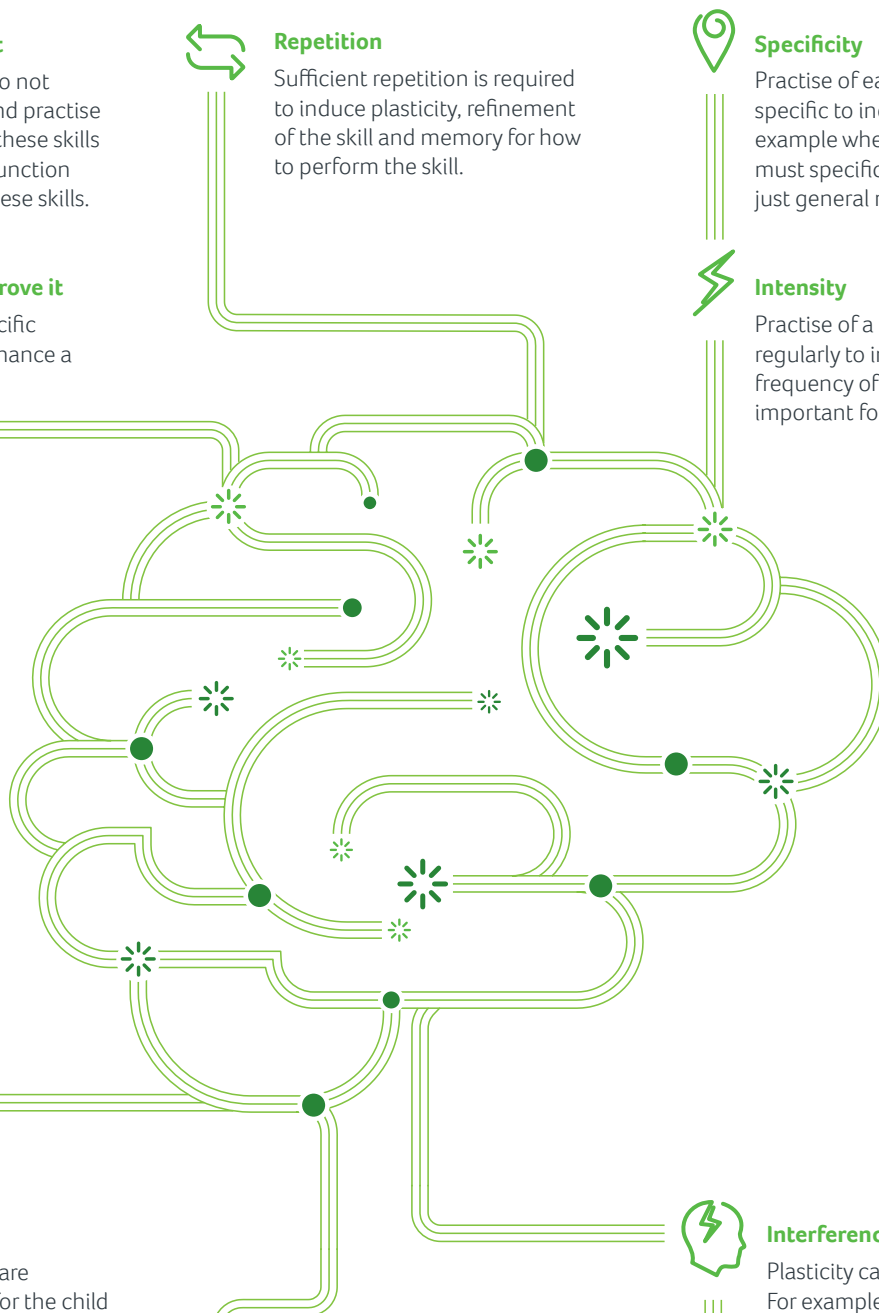 t
o not
nd practise
these skills
unction
ese skills.
rove it
cific
nance a
Repetition
Sufficient repetition is required
to induce plasticity, refinement
of the skill and memory for how
to perform the skill.
Specificity
Practise of ea
specific to in
example whe
must specific
just general r
Intensity
Practise of a
regularly to i
frequency of
important fo
are
or the child
Interferenc
Plasticity ca
For example